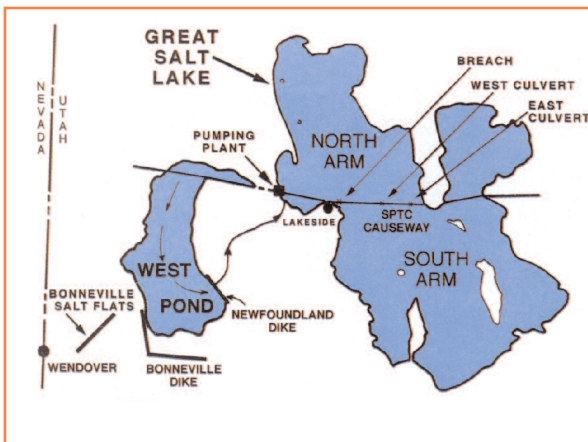 GREAT
SALT
LAKE
BREACH
WEST CULVERT
EAST
CULVERT
NEVADA
UTAH
PUMPING
PLANT
NORTH
ARM
LAKESIDE
SPTC
CAUSEWAY
SOUTH
ARM
WEST
POND
BONNEVILLE
SALT FLATS
NEWFOUNDLAND
DIKE
WENDOVER
BONNEVILLE
DIKE